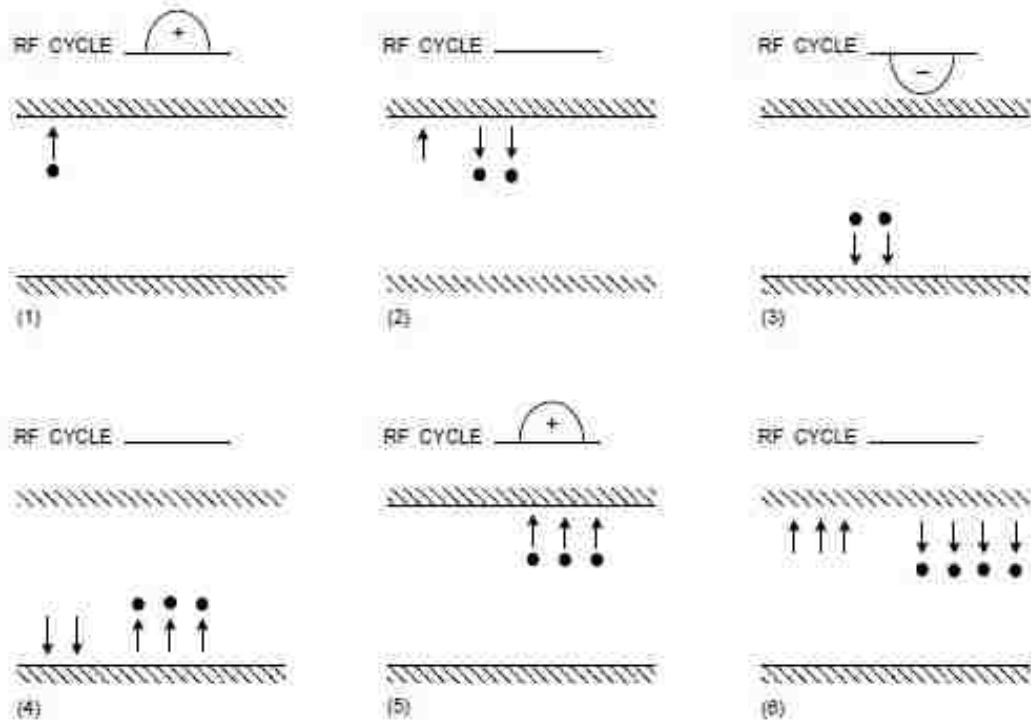 RF CYCLE +
RF CYCLE
RF CYCLE −
(1)
(2)
(3)
RF CYCLE
RF CYCLE +
RF CYCLE
(4)
(5)
(6)